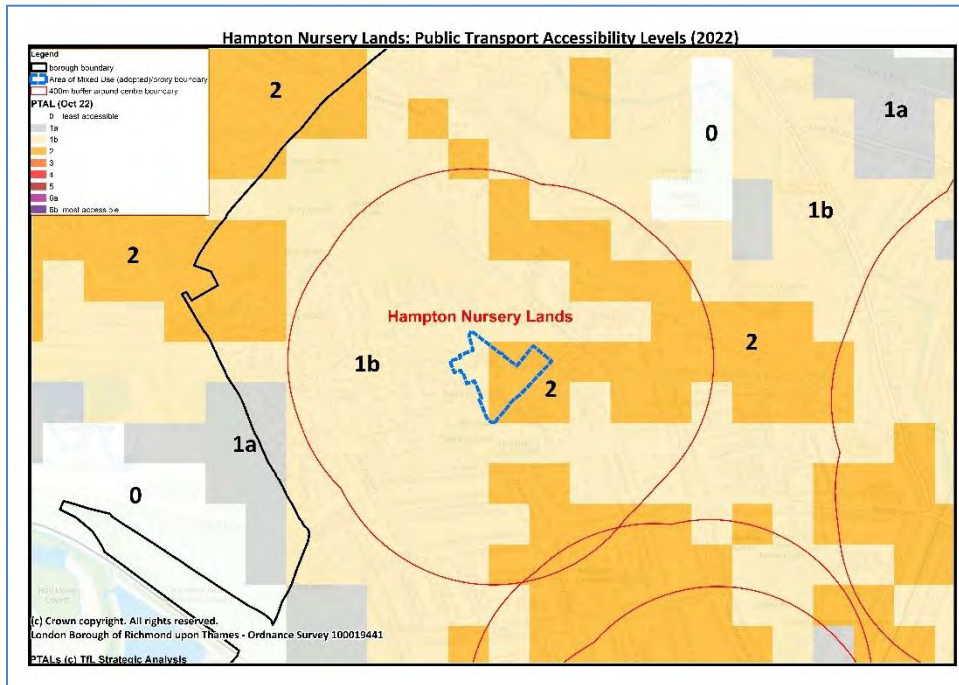 Hampton Nursery Lands: Public Transport Accessibility Levels (2022)
Legend
borough boundary
Area of Mixed Use (adopted)/proxy boundary
400m buffer around centre boundary
PTAL (Oct 22)
0 least accessible
1a
1b
2
3
4
5
6a
6b most accessible
2
1a
0
1b
2
Hampton Nursery Lands
2
1b
2
1a
0
(c) Crown copyright. All rights reserved.
London Borough of Richmond upon Thames - Ordnance Survey 100019441
PTALs (c) TfL Strategic Analysis